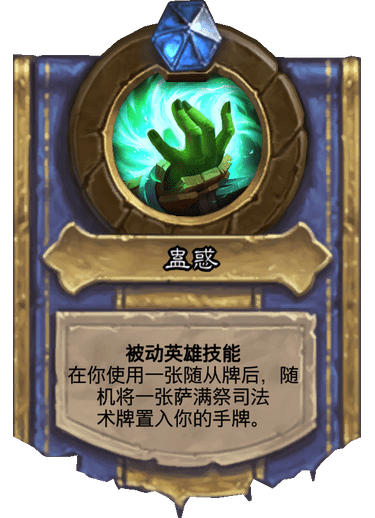 蛊惑
被动英雄技能
在你使用一张随从牌后，随
机将一张萨满祭司法
术牌置入你的手牌。